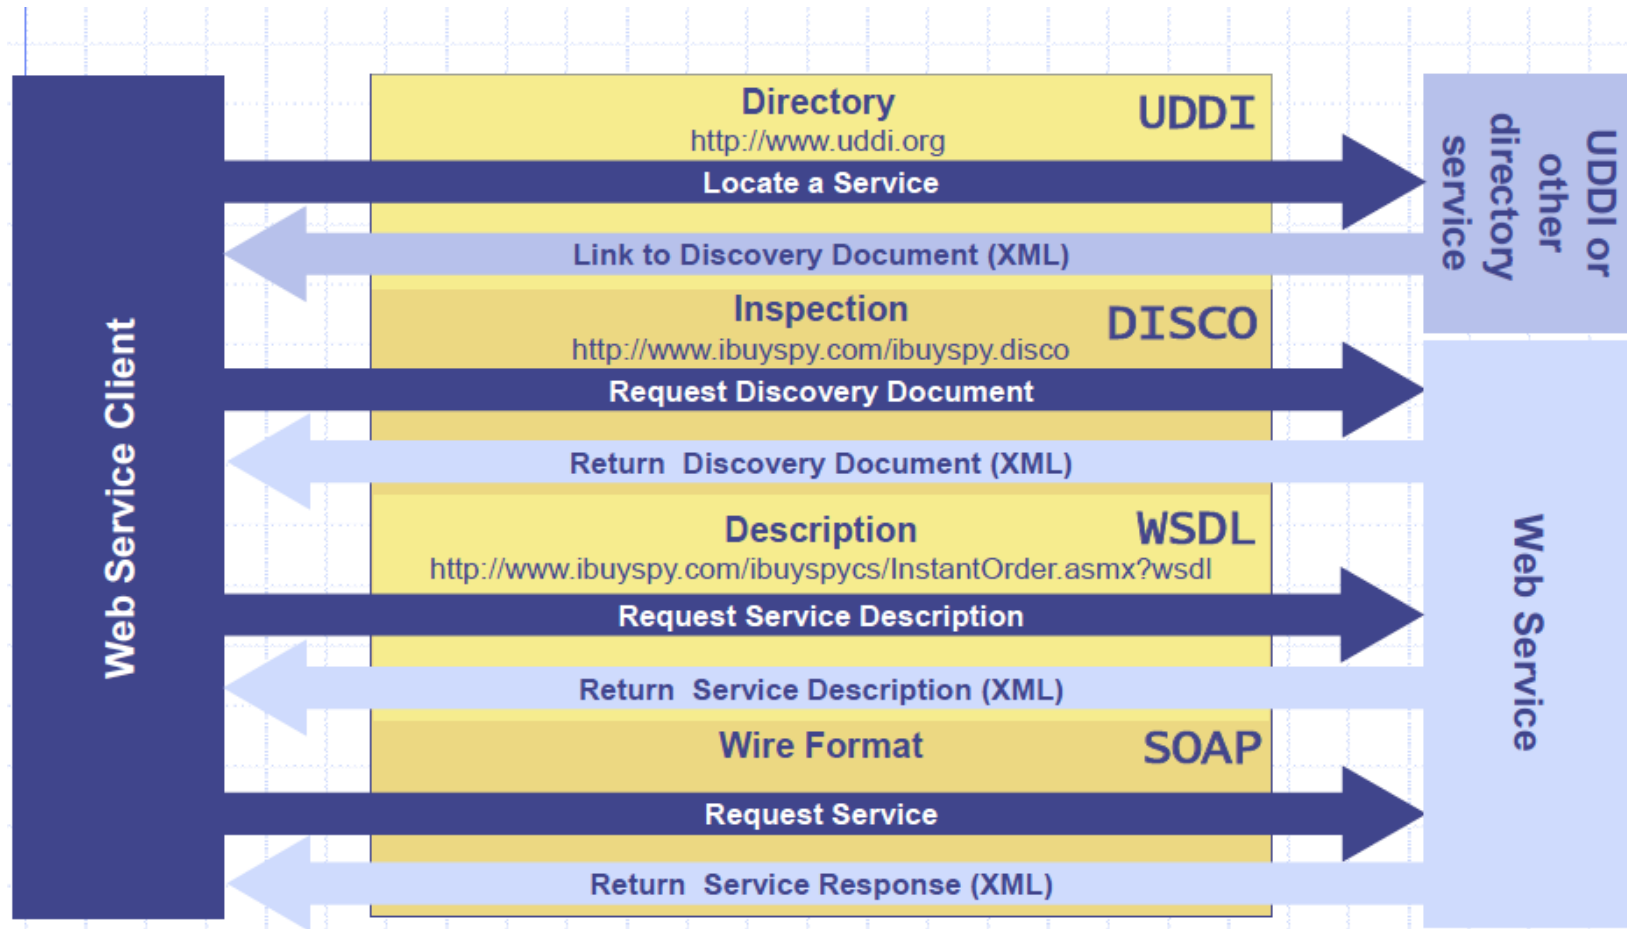 Web Service Client
Directory
UDDI
http://www.uddi.org
Locate a Service
Link to Discovery Document (XML)
UDDI or
other
directory
service
Inspection
DISCO
http://www.ibuyspy.com/ibuyspy.disco
Request Discovery Document
Return  Discovery Document (XML)
Description
WSDL
http://www.ibuyspy.com/ibuyspycs/InstantOrder.asmx?wsdl
Request Service Description
Return  Service Description (XML)
Wire Format
SOAP
Request Service
Return  Service Response (XML)
Web Service